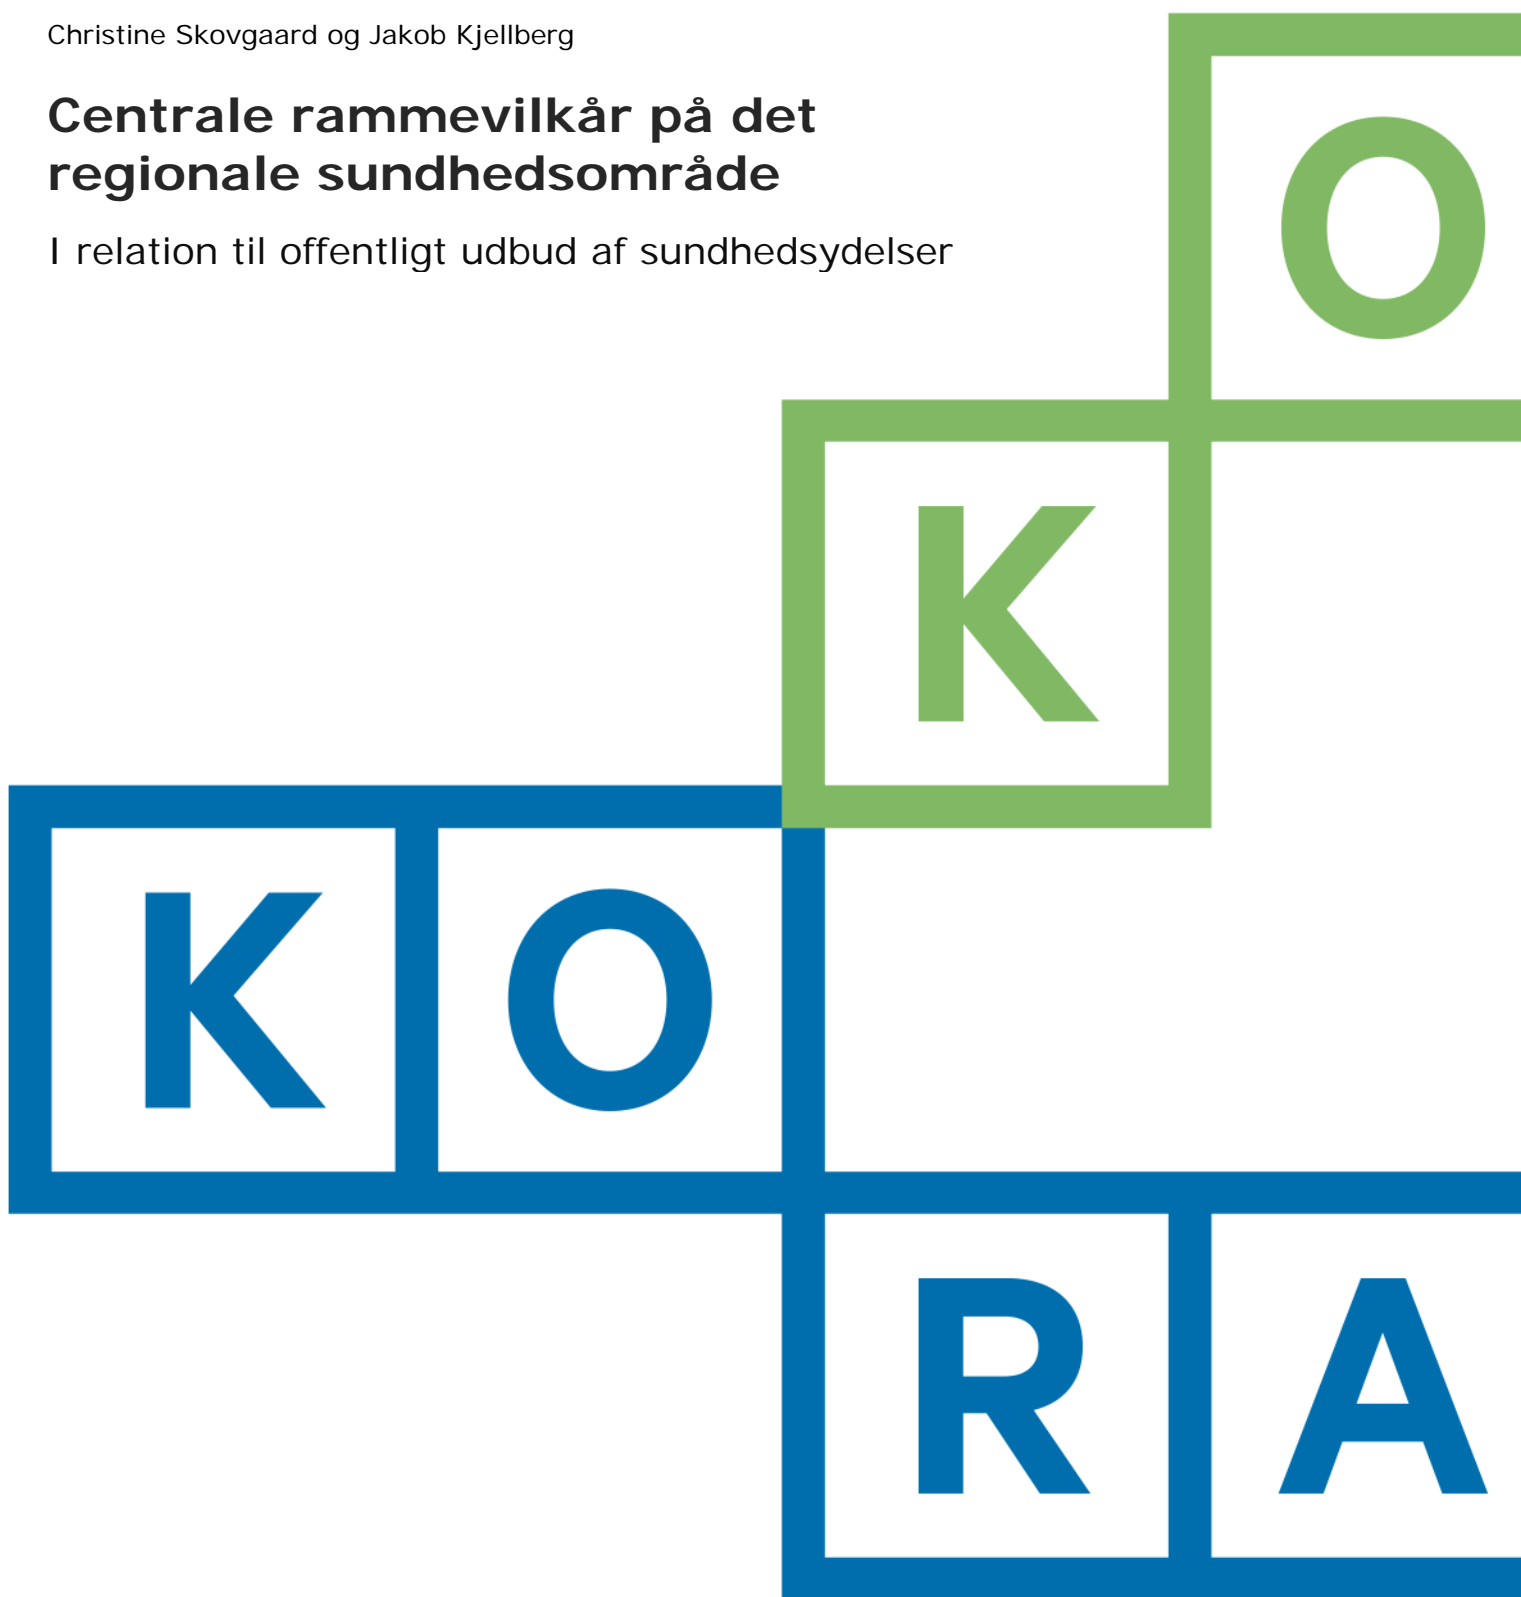 Christine Skovgaard og Jakob Kjellberg
Centrale rammevilkår på det
regionale sundhedsområde
I relation til offentligt udbud af sundhedsydelser
O
K
K O
R A